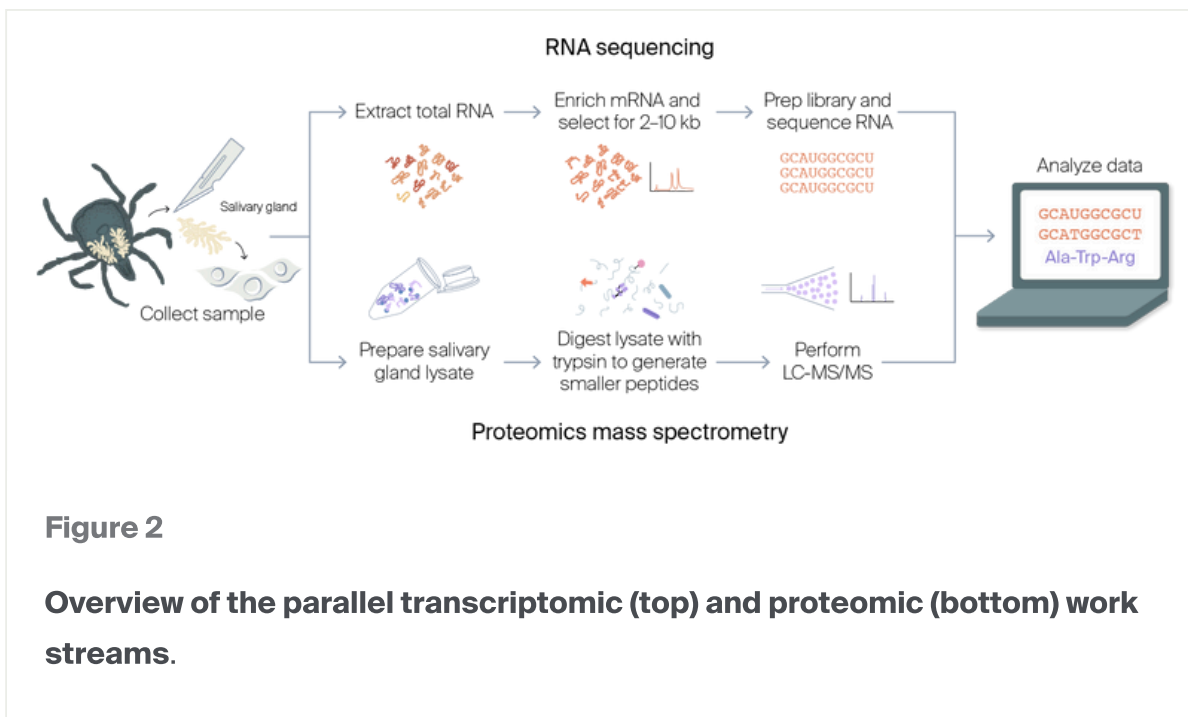 RNA sequencing
Extract total RNA
Enrich mRNA and
select for 2–10 kb
Prep library and
sequence RNA
GCAUGGCGCU
GCAUGGCGCU
GCAUGGCGCU
Salivary gland
Collect sample
Analyze data
GCAUGGCGCU
GCATGGCGCT
Ala-Trp-Arg
Prepare salivary
gland lysate
Digest lysate with
trypsin to generate
smaller peptides
Perform
LC-MS/MS
Proteomics mass spectrometry
Figure 2
Overview of the parallel transcriptomic (top) and proteomic (bottom) work
streams.